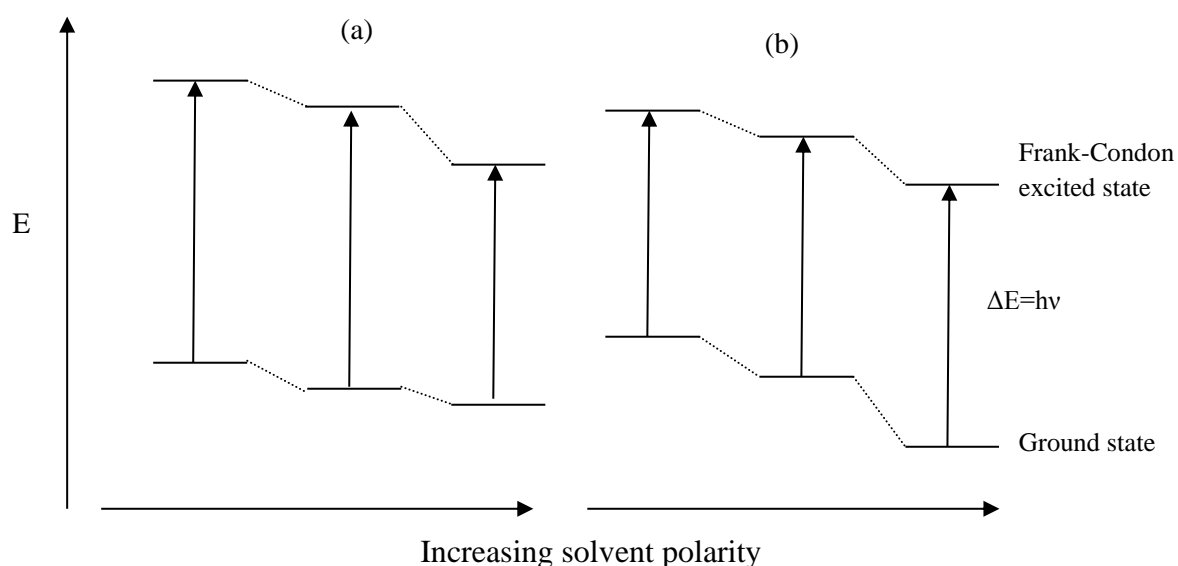 (a)
(b)
Frank-Condon
excited state
E
ΔE=hν
Ground state
Increasing solvent polarity